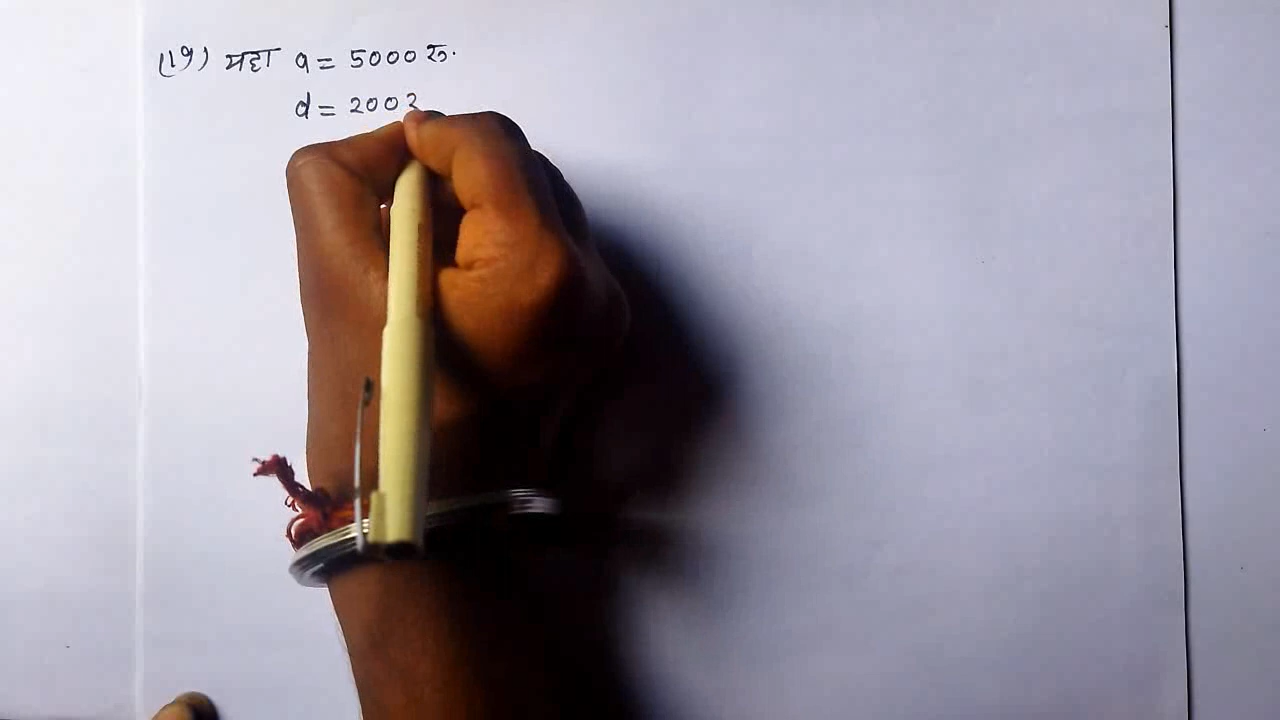 (19) यहा a = 5000 रु.
d = 200